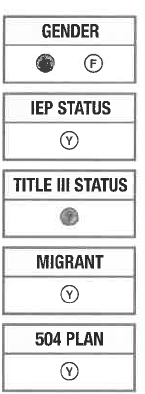 GENDER
F
IEP STATUS
Y
TITLE III STATUS
MIGRANT
Y
504 PLAN
Y